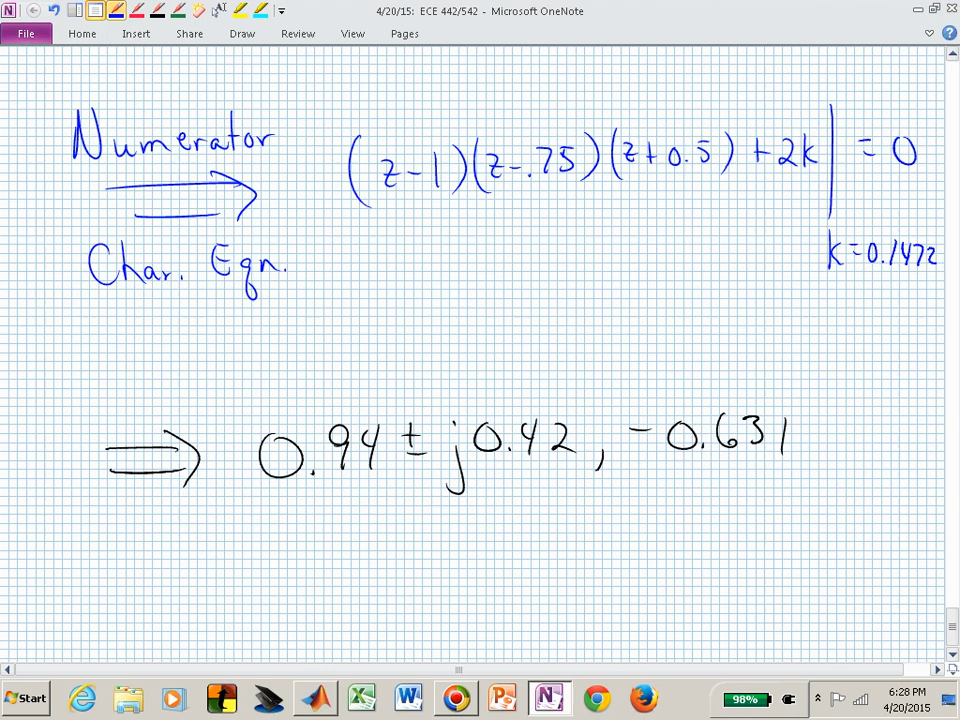 4/20/15: ECE 442/542 - Microsoft OneNote
File Home Insert Share Draw Review View Pages
Numerator
(z-1)(z-.75)(z+0.5)+2k| = 0
k=0.1472
Char. Eqn.
⇒ 0.94 ± j0.42, -0.631
Start
98%
6:28 PM
4/20/2015